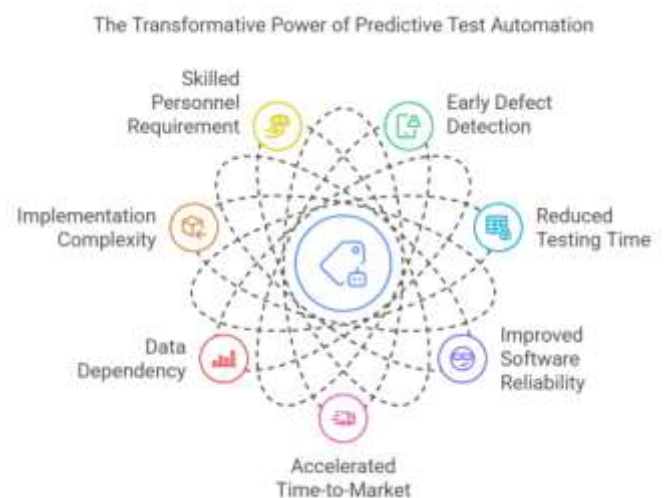 The Transformative Power of Predictive Test Automation
Skilled
Personnel
Requirement
Early Defect
Detection
Implementation
Complexity
Reduced
Testing Time
Data
Dependency
Improved
Software
Reliability
Accelerated
Time-to-Market